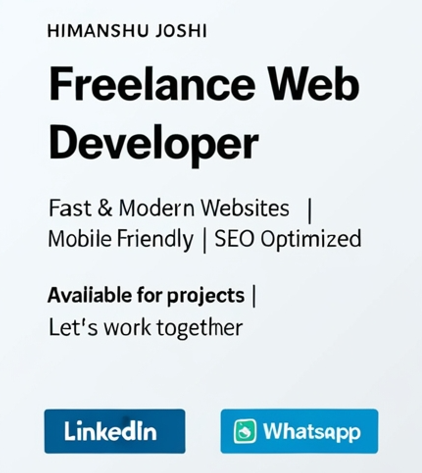 HIMANSHU JOSHI
Freelance Web
Developer
Fast & Modern Websites |
Mobile Friendly | SEO Optimized
Avaliable for projects |
Let's work together
LinkedIn
Whatsapp